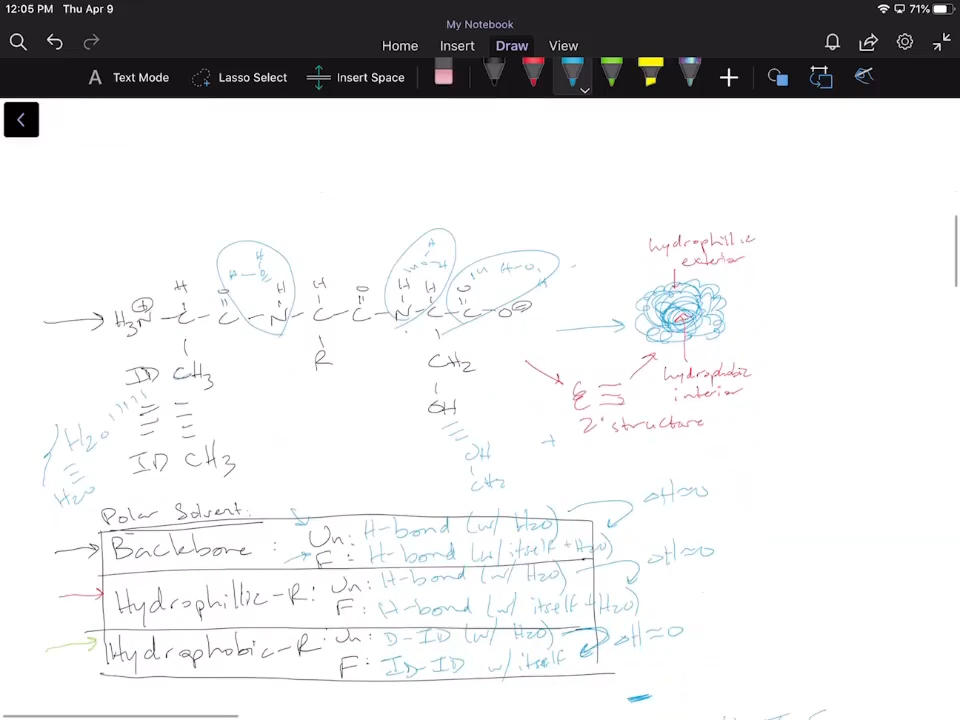 12:05 PM Thu Apr 9
71%
My Notebook
Home Insert Draw View
A Text Mode Lasso Select Insert Space
hydrophillic
exterior
H H
H O H O-H H-O H
H O H H O H H O
H3N ⊕ - C - C - N - C - C - N - C - C - O ⊖
ID CH3 R CH2
hydrophobic
interior
2° structure
OH
H2O
OH
ID CH3
CH2
H2O
Polar Solvent:
Backbone : Un: H-bond (w/ H2O) ΔH≈0
F : H-bond (w/ itself + H2O)
Hydrophillic-R: Un: H-bond (w/ H2O) ΔH≈0
F: H-bond (w/ itself + H2O)
Hydrophobic-R: Un: D-ID (w/ H2O) ΔH≈0
F: ID-ID w/ itself